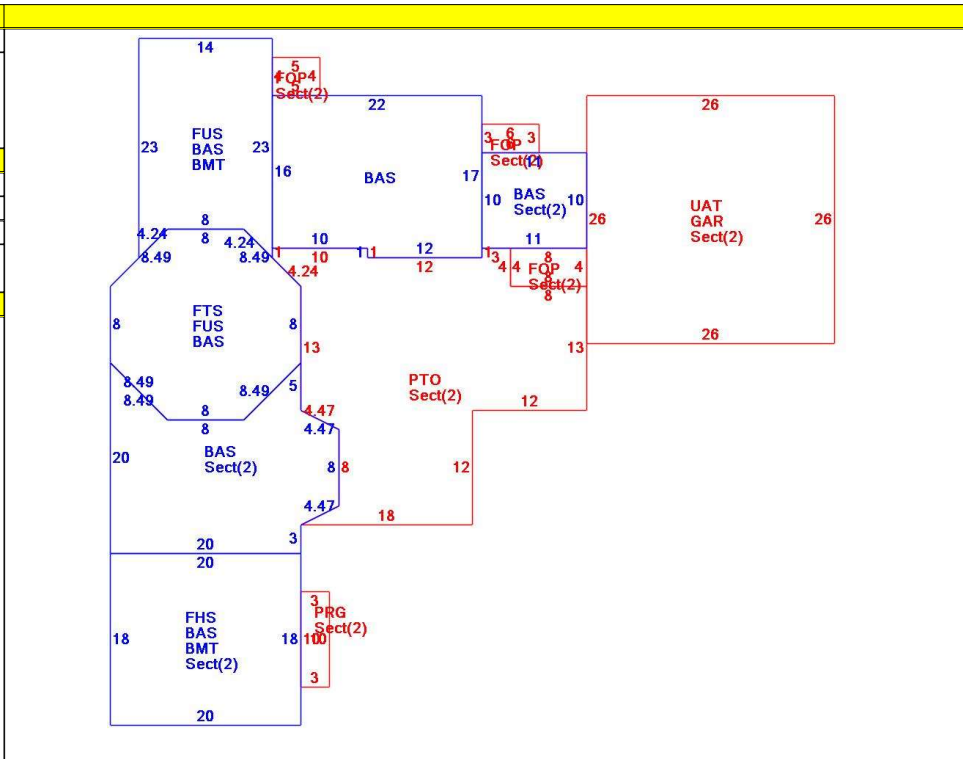 14
5
4 4
FOP
5
Sect(2)
22
26
23
FUS
BAS
BMT
23
16
BAS
17
3 6 3
6
FOP
Sect(2)
11
10
BAS
Sect(2)
10
26
UAT
GAR
Sect(2)
26
8
4.24
8
4.24
8.49
8.49
1
10
10
1
1
12
12
11
1
3
8
4
4
FOP
8
4
Sect(2)
8
4.24
8
FTS
FUS
BAS
8
13
13
26
PTO
Sect(2)
12
8.49
8.49
8.49
5
8
8
4.47
4.47
20
BAS
Sect(2)
8
8
12
4.47
18
3
20
20
18
FHS
BAS
BMT
Sect(2)
18
3
PRG
Sect(2)
10
10
3
20